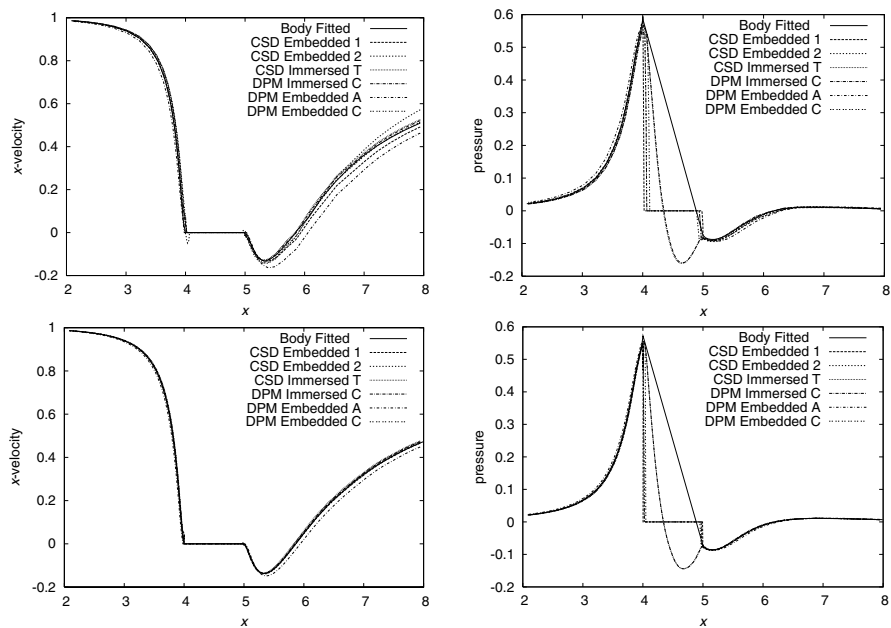 1
0.8
0.6
0.4
0.2
0
-0.2
x-velocity
2 3 4 5 6 7 8
x
Body Fitted
CSD Embedded 1
CSD Embedded 2
CSD Immersed T
DPM Immersed C
DPM Embedded A
DPM Embedded C
0.6
0.5
0.4
0.3
0.2
0.1
0
-0.1
-0.2
pressure
2 3 4 5 6 7 8
x
Body Fitted
CSD Embedded 1
CSD Embedded 2
CSD Immersed T
DPM Immersed C
DPM Embedded A
DPM Embedded C
1
0.8
0.6
0.4
0.2
0
-0.2
x-velocity
2 3 4 5 6 7 8
x
Body Fitted
CSD Embedded 1
CSD Embedded 2
CSD Immersed T
DPM Immersed C
DPM Embedded A
DPM Embedded C
0.6
0.5
0.4
0.3
0.2
0.1
0
-0.1
-0.2
pressure
2 3 4 5 6 7 8
x
Body Fitted
CSD Embedded 1
CSD Embedded 2
CSD Immersed T
DPM Immersed C
DPM Embedded A
DPM Embedded C